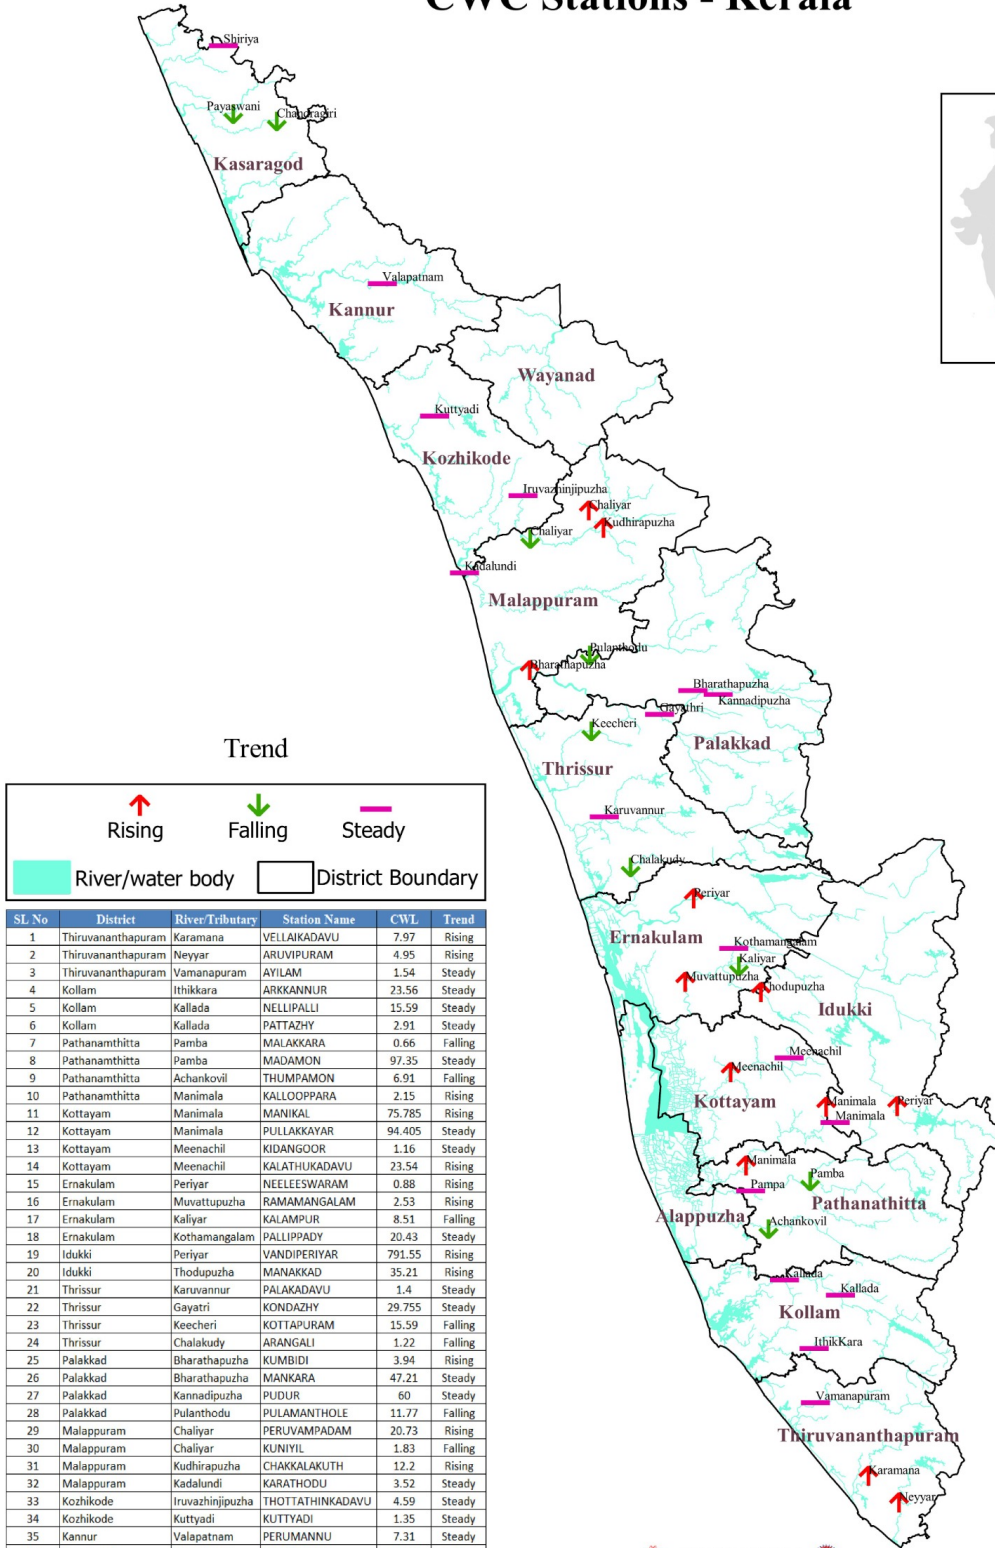 CWC Stations - Kerala
Shiriya
Payaswani
Chandragiri
Kasaragod
Valapatnam
Kannur
Wayanad
Kuttyadi
Kozhikode
Iruvazhinjipuzha
Chaliyar
Kudhirapuzha
Chaliyar
Kadalundi
Malappuram
Pulanthodu
Bharathapuzha
Bharathapuzha
Kannadipuzha
Gayathri
Keecheri
Palakkad
Thrissur
Karuvannur
Chalakudy
Periyar
Ernakulam
Kothamangalam
Kaliyar
Muvattupuzha
Thodupuzha
Idukki
Meenachil
Meenachil
Kottayam
Manimala
Periyar
Manimala
Manimala
Pamba
Pampa
Pathanathitta
Alappuzha
Achankovil
Kallada
Kallada
Kollam
IthikKara
Vamanapuram
Thiruvananthapuram
Karamana
Neyyar
Trend
Rising Falling Steady
River/water body District Boundary
SL No District River/Tributary Station Name CWL Trend
1 Thiruvananthapuram Karamana VELLAIKADAVU 7.97 Rising
2 Thiruvananthapuram Neyyar ARUVIPURAM 4.95 Rising
3 Thiruvananthapuram Vamanapuram AYILAM 1.54 Steady
4 Kollam Ithikkara ARKKANNUR 23.56 Steady
5 Kollam Kallada NELLIPALLI 15.59 Steady
6 Kollam Kallada PATTAZHY 2.91 Steady
7 Pathanamthitta Pamba MALAKKARA 0.66 Falling
8 Pathanamthitta Pamba MADAMON 97.35 Steady
9 Pathanamthitta Achankovil THUMPAMON 6.91 Falling
10 Pathanamthitta Manimala KALLOOPPARA 2.15 Rising
11 Kottayam Manimala MANIKAL 75.785 Rising
12 Kottayam Manimala PULLAKKAYAR 94.405 Steady
13 Kottayam Meenachil KIDANGOOR 1.16 Steady
14 Kottayam Meenachil KALATHUKADAVU 23.54 Rising
15 Ernakulam Periyar NEELEESWARAM 0.88 Rising
16 Ernakulam Muvattupuzha RAMAMANGALAM 2.53 Rising
17 Ernakulam Kaliyar KALAMPUR 8.51 Falling
18 Ernakulam Kothamangalam PALLIPPADY 20.43 Steady
19 Idukki Periyar VANDIPERIYAR 791.55 Rising
20 Idukki Thodupuzha MANAKKAD 35.21 Rising
21 Thrissur Karuvannur PALAKADAVU 1.4 Steady
22 Thrissur Gayatri KONDAZHY 29.755 Steady
23 Thrissur Keecheri KOTTAPURAM 15.59 Falling
24 Thrissur Chalakudy ARANGALI 1.22 Falling
25 Palakkad Bharathapuzha KUMBIDI 3.94 Rising
26 Palakkad Bharathapuzha MANKARA 47.21 Steady
27 Palakkad Kannadipuzha PUDUR 60 Steady
28 Palakkad Pulanthodu PULAMANTHOLE 11.77 Falling
29 Malappuram Chaliyar PERUVAMPADAM 20.73 Rising
30 Malappuram Chaliyar KUNIYIL 1.83 Falling
31 Malappuram Kudhirapuzha CHAKKALAKUTH 12.2 Rising
32 Malappuram Kadalundi KARATHODU 3.52 Steady
33 Kozhikode Iruvazhinjipuzha THOTTATHINKADAVU 4.59 Steady
34 Kozhikode Kuttyadi KUTTYADI 1.35 Steady
35 Kannur Valapatnam PERUMANNU 7.31 Steady